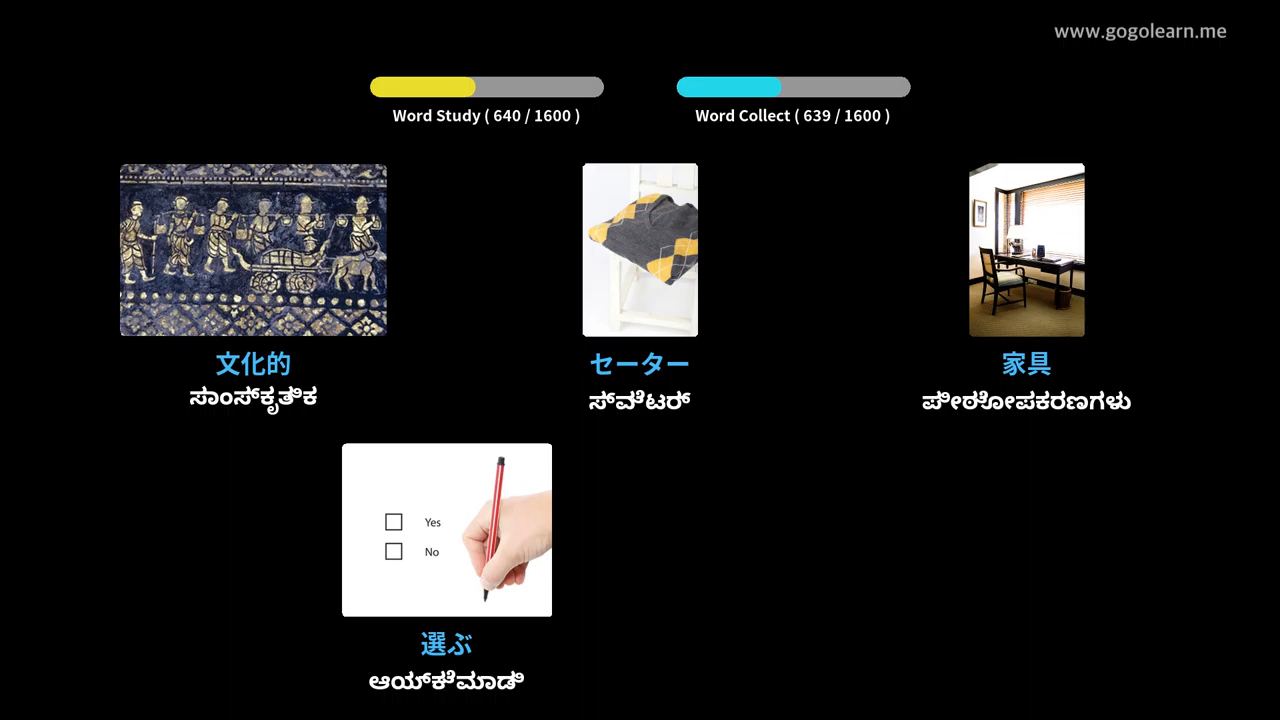 www.gogolearn.me
Word Study ( 640 / 1600 )
Word Collect ( 639 / 1600 )
文化的
ಸಾಂಸ್ಕೃತಿಕ
セーター
ಸ್ವೆಟರ್
家具
ಪೀಠೋಪಕರಣಗಳು
Yes
No
選ぶ
ಆಯ್ಕೆಮಾಡಿ